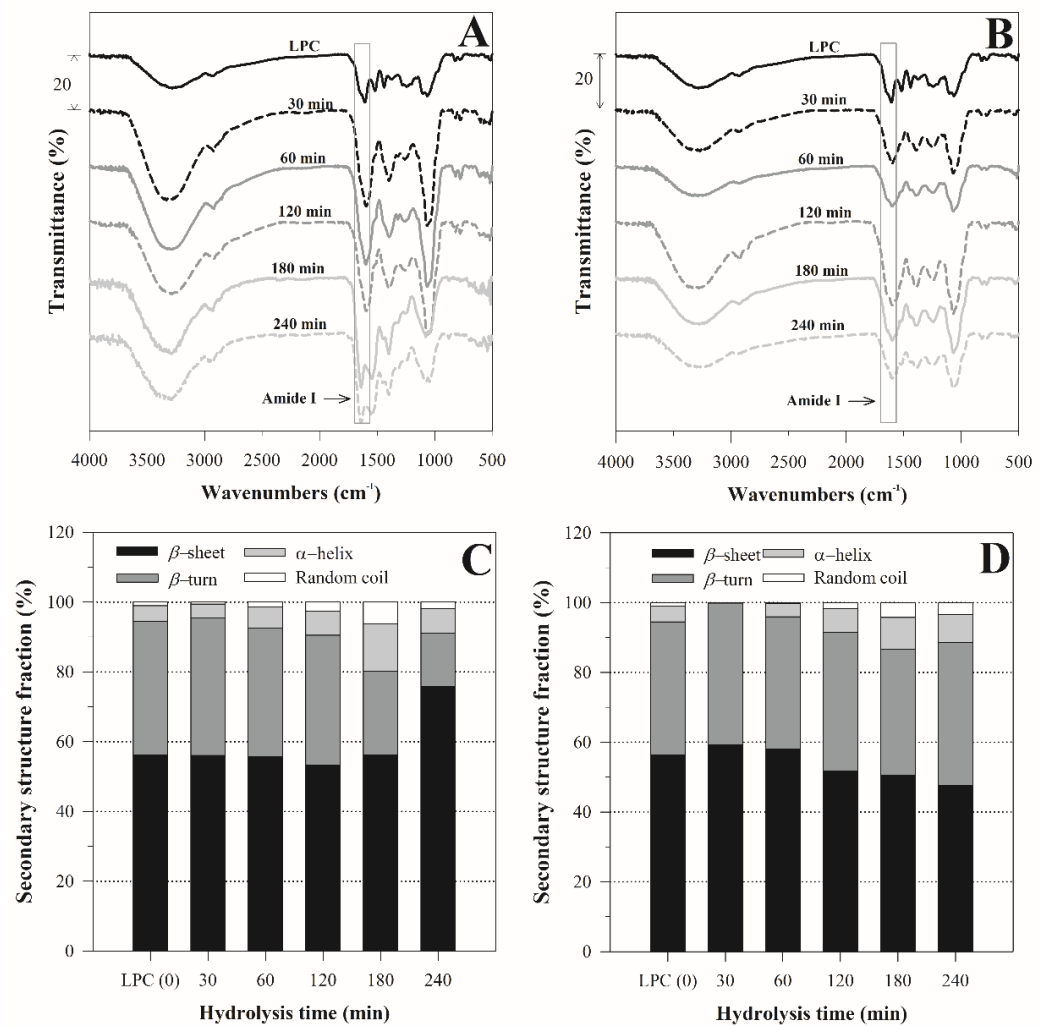 A
LPC
20
30 min
60 min
120 min
180 min
240 min
Amide I
Transmittance (%)
4000 3500 3000 2500 2000 1500 1000 500
Wavenumbers (cm-1)
B
LPC
20
30 min
60 min
120 min
180 min
240 min
Amide I
Transmittance (%)
4000 3500 3000 2500 2000 1500 1000 500
Wavenumbers (cm-1)
C
β–sheet α–helix
β–turn Random coil
Secondary structure fraction (%)
120
100
80
60
40
20
0
LPC (0) 30 60 120 180 240
Hydrolysis time (min)
D
β–sheet α–helix
β–turn Random coil
Secondary structure fraction (%)
120
100
80
60
40
20
0
LPC (0) 30 60 120 180 240
Hydrolysis time (min)